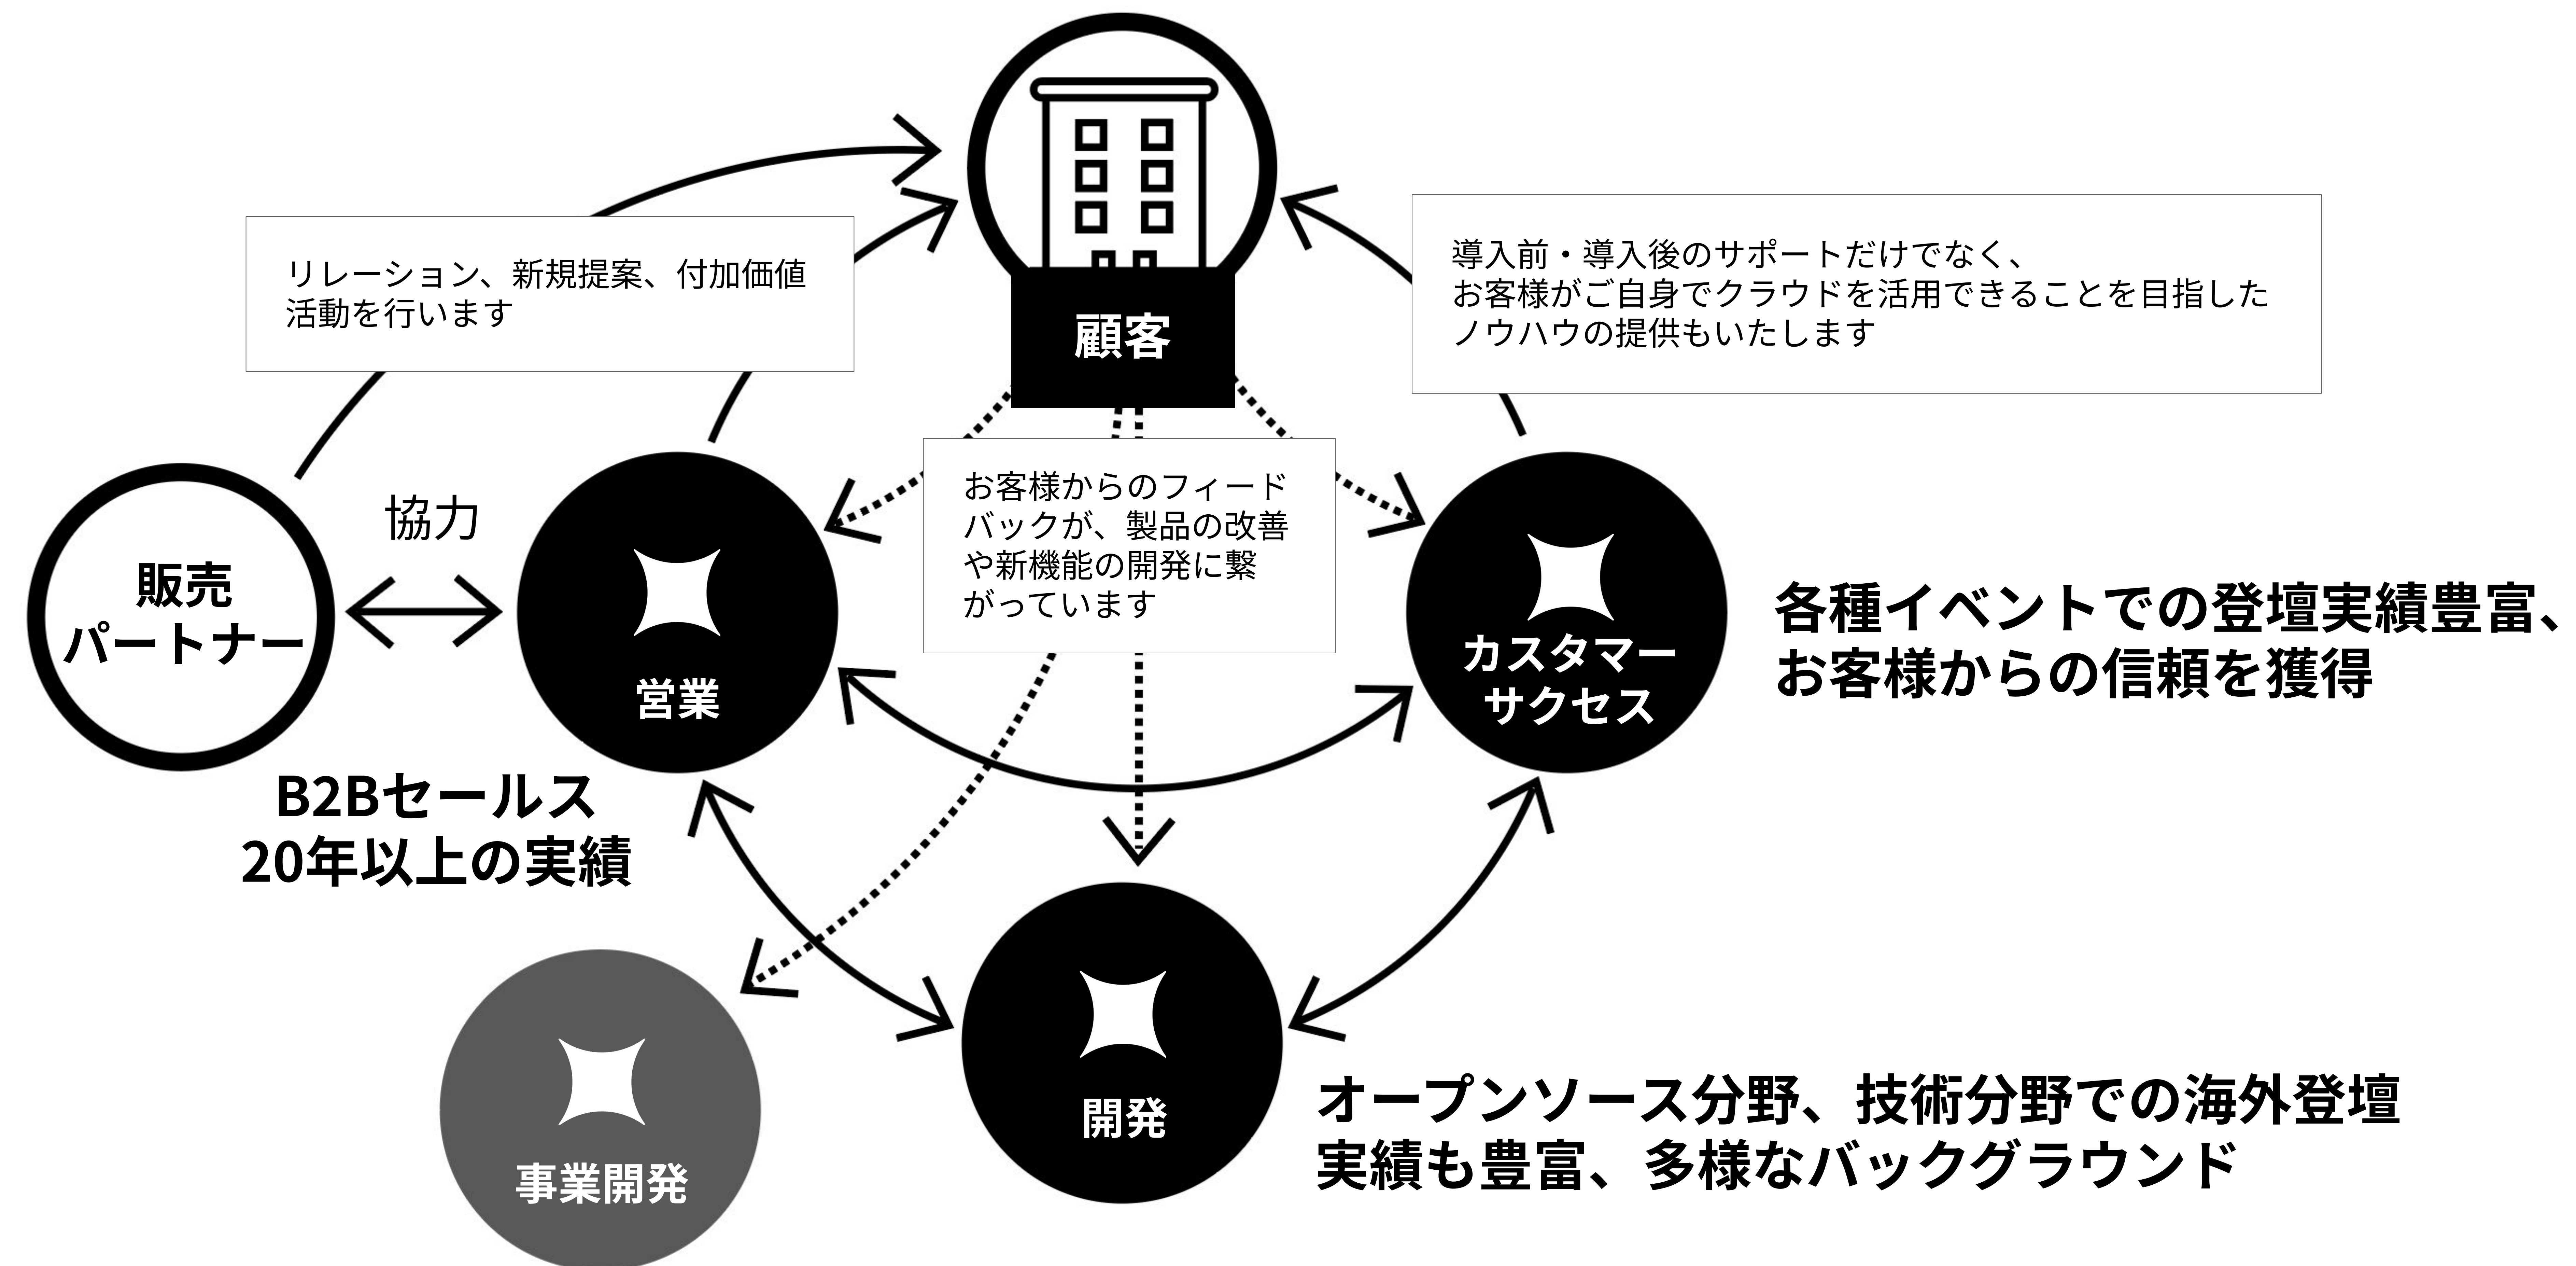 リレーション、新規提案、付加価値
活動を行います
顧客
導入前・導入後のサポートだけでなく、
お客様がご自身でクラウドを活用できることを目指した
ノウハウの提供もいたします
販売
パートナー
協力
営業
お客様からのフィード
バックが、製品の改善
や新機能の開発に繋
がっています
カスタマー
サクセス
各種イベントでの登壇実績豊富、
お客様からの信頼を獲得
B2Bセールス
20年以上の実績
事業開発
開発
オープンソース分野、技術分野での海外登壇
実績も豊富、多様なバックグラウンド